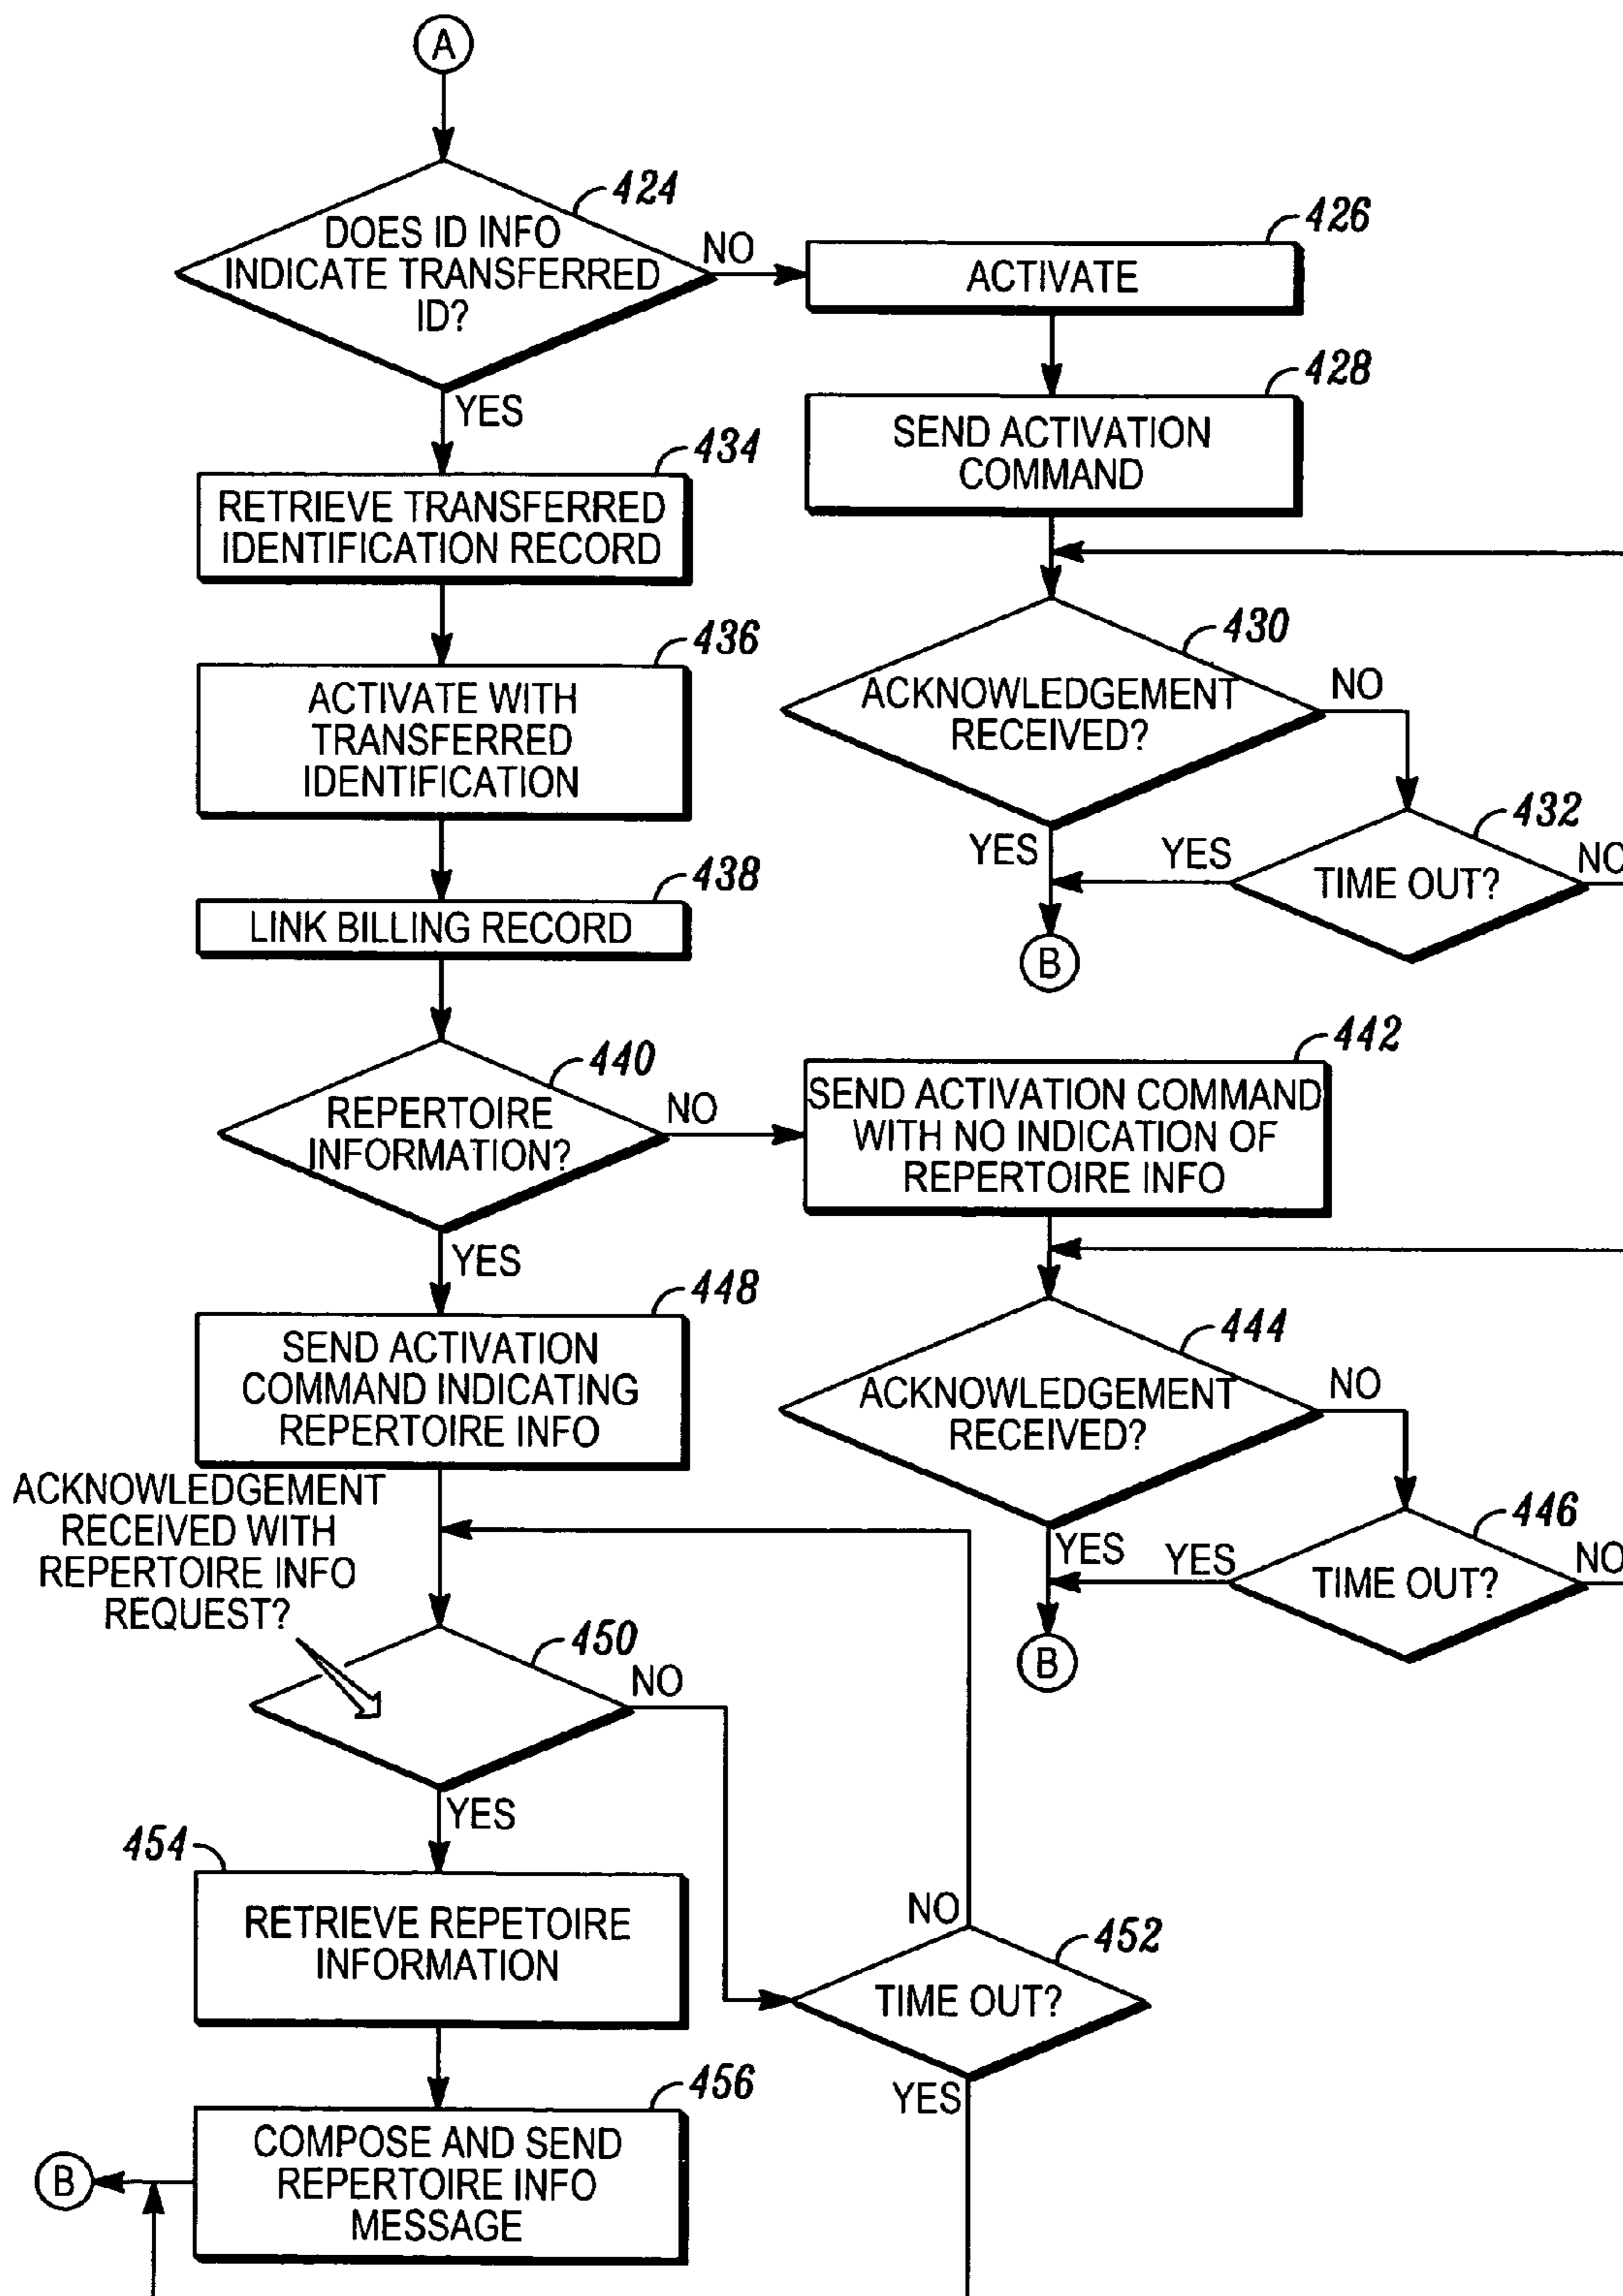 A
424
DOES ID INFO
INDICATE TRANSFERRED
ID?
NO
YES
426
ACTIVATE
428
SEND ACTIVATION
COMMAND
434
RETRIEVE TRANSFERRED
IDENTIFICATION RECORD
430
ACKNOWLEDGEMENT
RECEIVED?
NO
YES
436
ACTIVATE WITH
TRANSFERRED
IDENTIFICATION
432
TIME OUT?
YES
NO
B
438
LINK BILLING RECORD
440
REPERTOIRE
INFORMATION?
NO
YES
442
SEND ACTIVATION COMMAND
WITH NO INDICATION OF
REPERTOIRE INFO
444
ACKNOWLEDGEMENT
RECEIVED?
NO
YES
446
TIME OUT?
YES
NO
B
448
SEND ACTIVATION
COMMAND INDICATING
REPERTOIRE INFO
ACKNOWLEDGEMENT
RECEIVED WITH
REPERTOIRE INFO
REQUEST?
450
NO
YES
452
TIME OUT?
NO
YES
454
RETRIEVE REPETOIRE
INFORMATION
456
COMPOSE AND SEND
REPERTOIRE INFO
MESSAGE
B